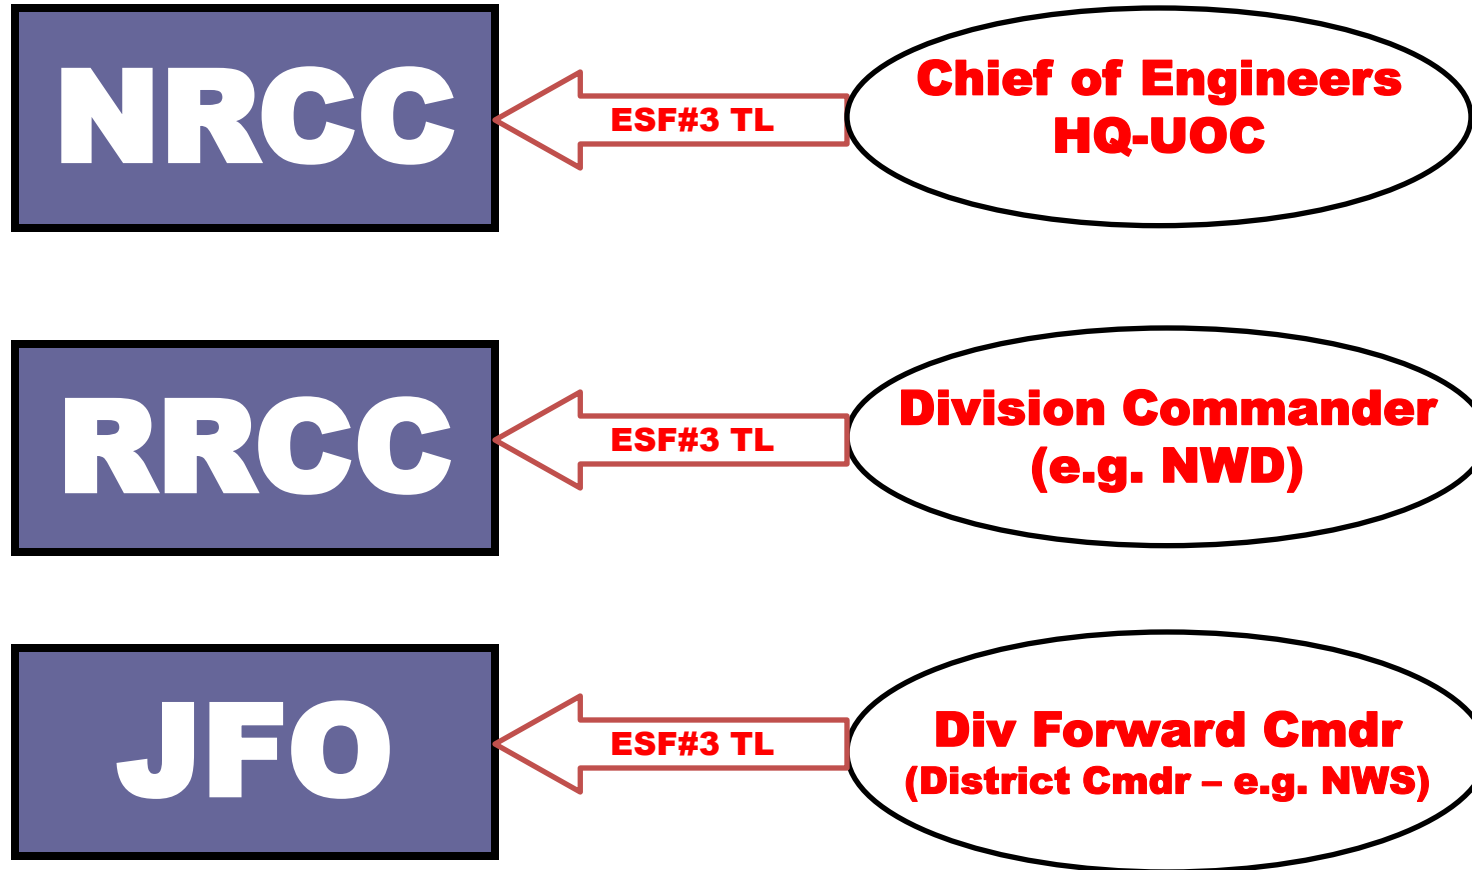 NRCC
ESF#3 TL
Chief of Engineers
HQ-UOC
RRCC
ESF#3 TL
Division Commander
(e.g. NWD)
JFO
ESF#3 TL
Div Forward Cmdr
(District Cmdr – e.g. NWS)